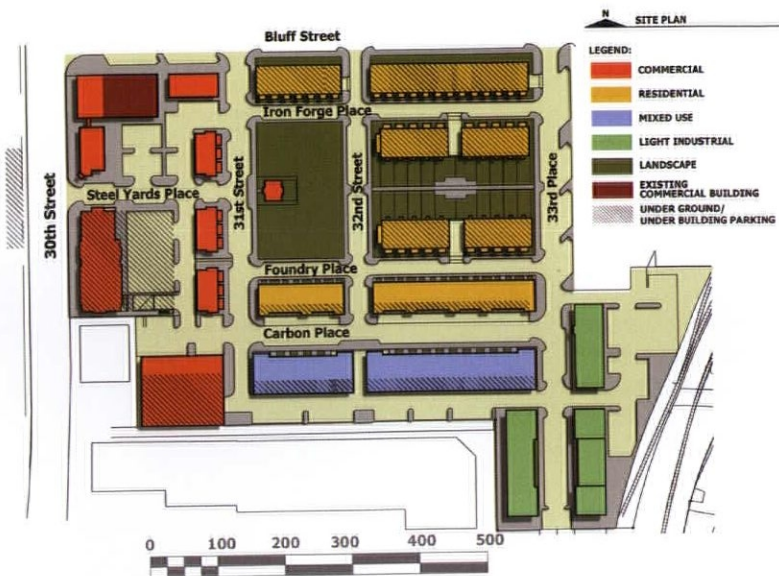 N
SITE PLAN
LEGEND:
COMMERCIAL
RESIDENTIAL
MIXED USE
LIGHT INDUSTRIAL
LANDSCAPE
EXISTING
COMMERCIAL BUILDING
UNDER GROUND/
UNDER BUILDING PARKING
Bluff Street
Iron Forge Place
Steel Yards Place
30th Street
31st Street
32nd Street
33rd Place
Foundry Place
Carbon Place
0 100 200 300 400 500